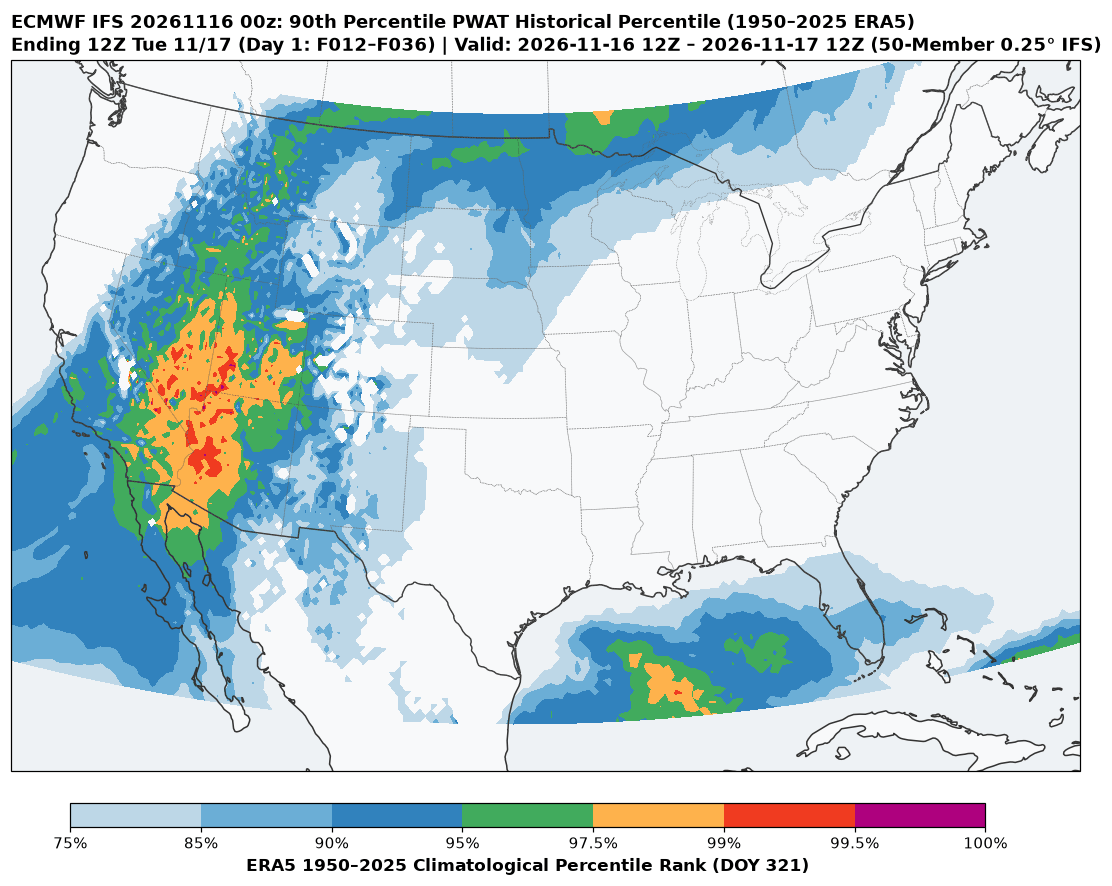 ECMWF IFS 20261116 00z: 90th Percentile PWAT Historical Percentile (1950–2025 ERA5)
Ending 12Z Tue 11/17 (Day 1: F012–F036) | Valid: 2026-11-16 12Z – 2026-11-17 12Z (50-Member 0.25° IFS)
75% 85% 90% 95% 97.5% 99% 99.5% 100%
ERA5 1950–2025 Climatological Percentile Rank (DOY 321)